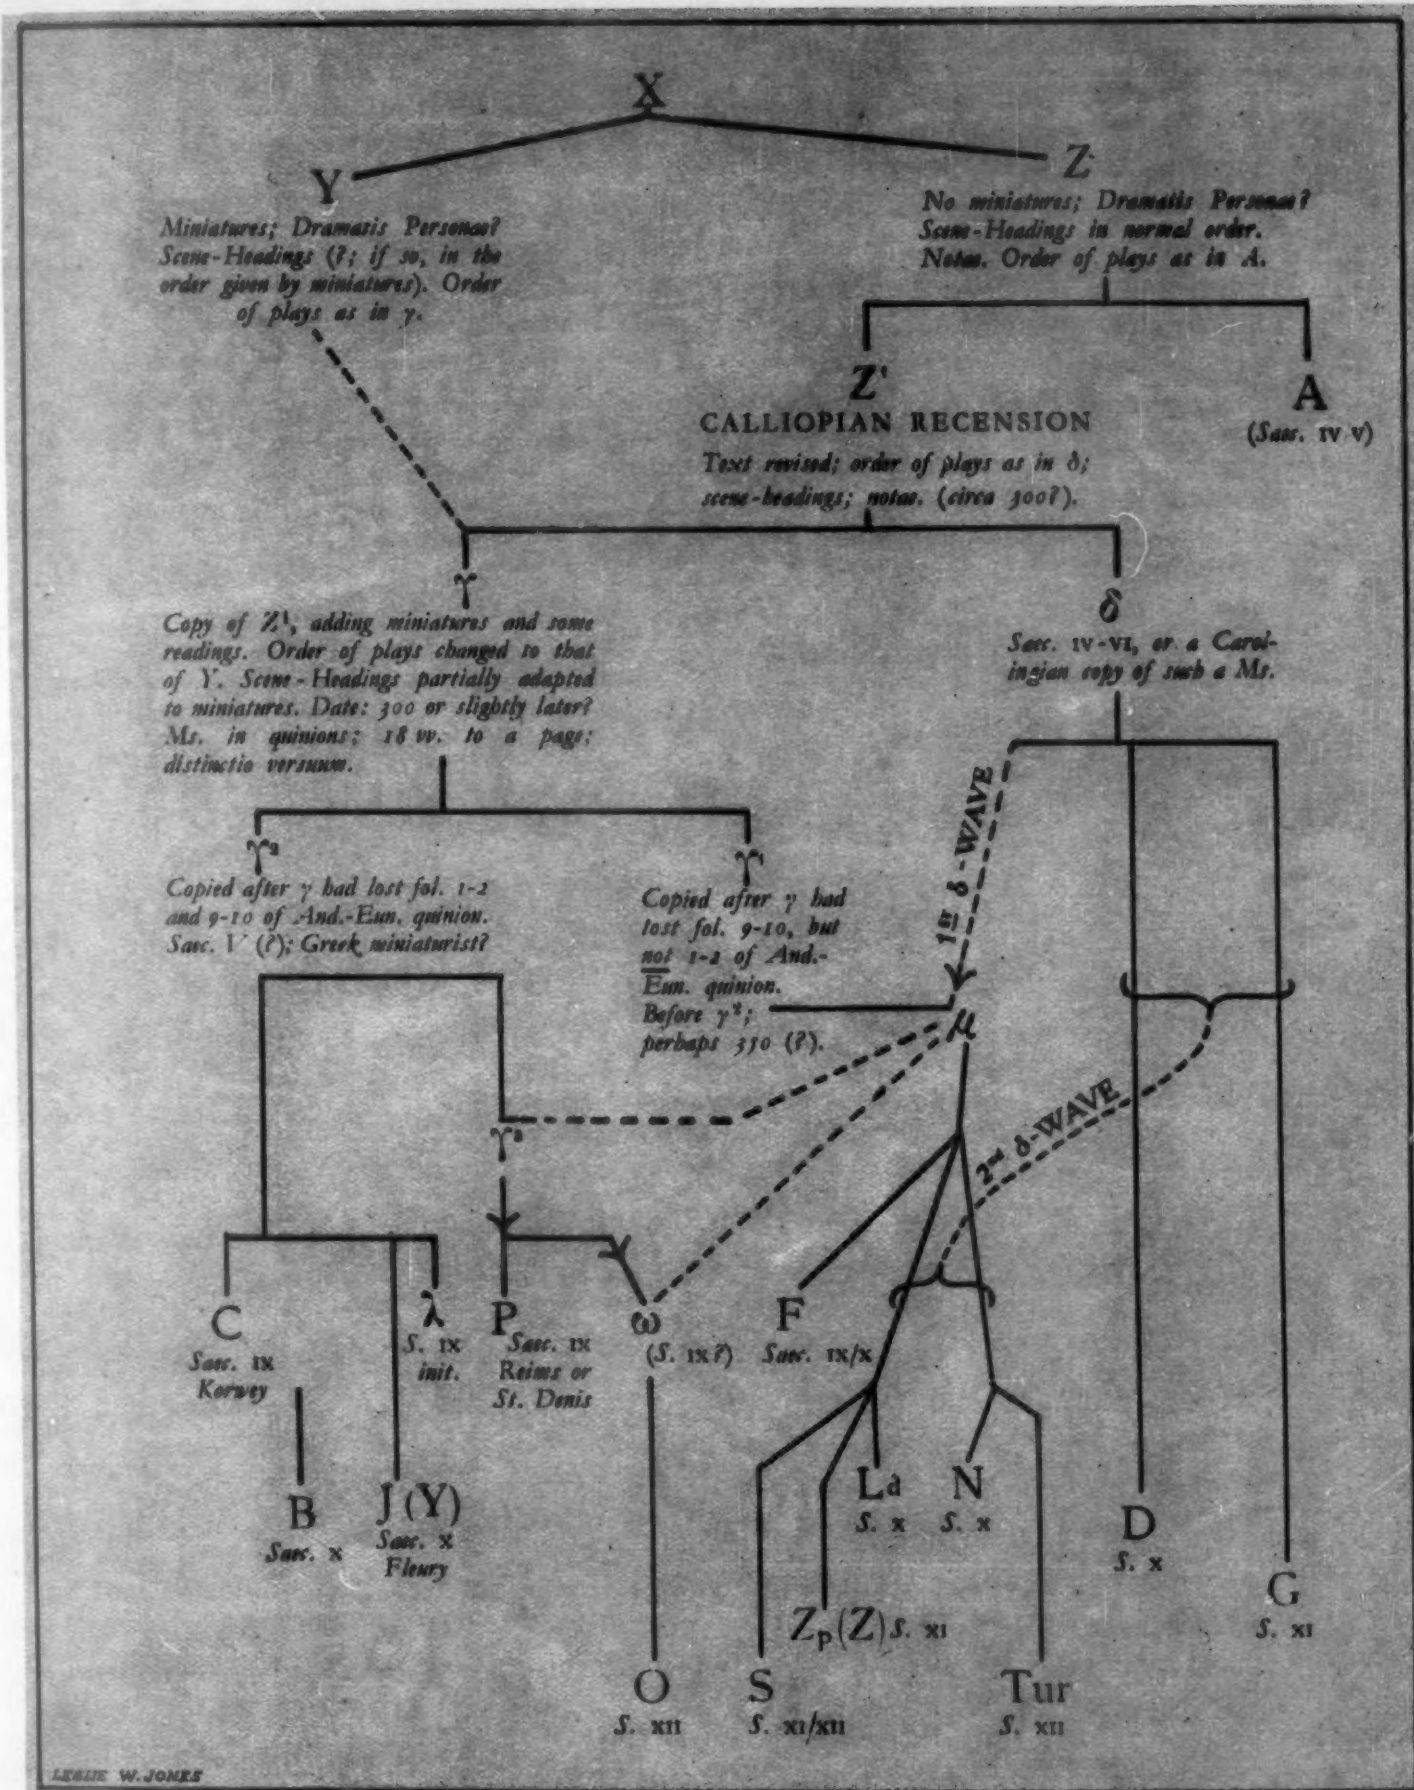 X
Y
Miniatures; Dramatis Personae?
Scene-Headings (?; if so, in the
order given by miniatures). Order
of plays as in γ.
Z
No miniatures; Dramatis Personae?
Scene-Headings in normal order.
Notae. Order of plays as in A.
Z¹
CALLIOPIAN RECENSION
Text revised; order of plays as in δ;
scene-headings; notae. (circa 300?).
A
(Saec. IV V)
γ
Copy of Z¹, adding miniatures and some
readings. Order of plays changed to that
of Y. Scene-Headings partially adapted
to miniatures. Date: 300 or slightly later?
Ms. in quinions; 18 vv. to a page;
distinctio versuum.
δ
Saec. IV-VI, or a Carol-
ingian copy of such a Ms.
γ²
Copied after γ had lost fol. 1-2
and 9-10 of And.-Eun. quinion.
Saec. V (?); Greek miniaturist?
γ¹
Copied after γ had
lost fol. 9-10, but
not 1-2 of And.-
Eun. quinion.
Before γ²;
perhaps 350 (?).
1st δ-WAVE
μ
2nd δ-WAVE
γ³
C
Saec. IX
Korvey
λ
S. IX
init.
P
Saec. IX
Reims or
St. Denis
ω
(S. IX?)
F
Saec. IX/X
B
Saec. X
J (Y)
Saec. X
Fleury
Ld
S. X
N
S. X
D
S. X
G
S. XI
Zp (Z) S. XI
O
S. XII
S
S. XI/XII
Tur
S. XII
LESLIE W. JONES